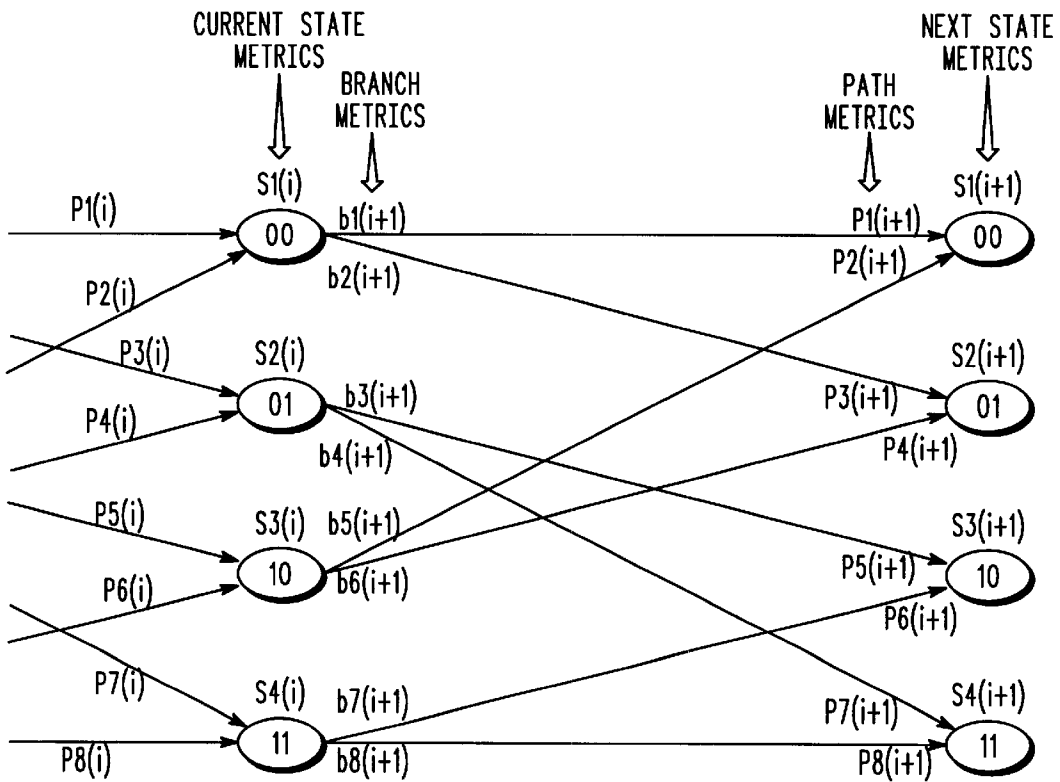 CURRENT STATE
METRICS
NEXT STATE
METRICS
BRANCH
METRICS
PATH
METRICS
S1(i)
S1(i+1)
P1(i)
00
b1(i+1)
P1(i+1)
00
P2(i)
b2(i+1)
P2(i+1)
P3(i)
S2(i)
S2(i+1)
P4(i)
01
b3(i+1)
P3(i+1)
01
b4(i+1)
P4(i+1)
P5(i)
S3(i)
b5(i+1)
S3(i+1)
P6(i)
10
b6(i+1)
P5(i+1)
10
P6(i+1)
P7(i)
S4(i)
b7(i+1)
P7(i+1)
S4(i+1)
P8(i)
11
b8(i+1)
P8(i+1)
11